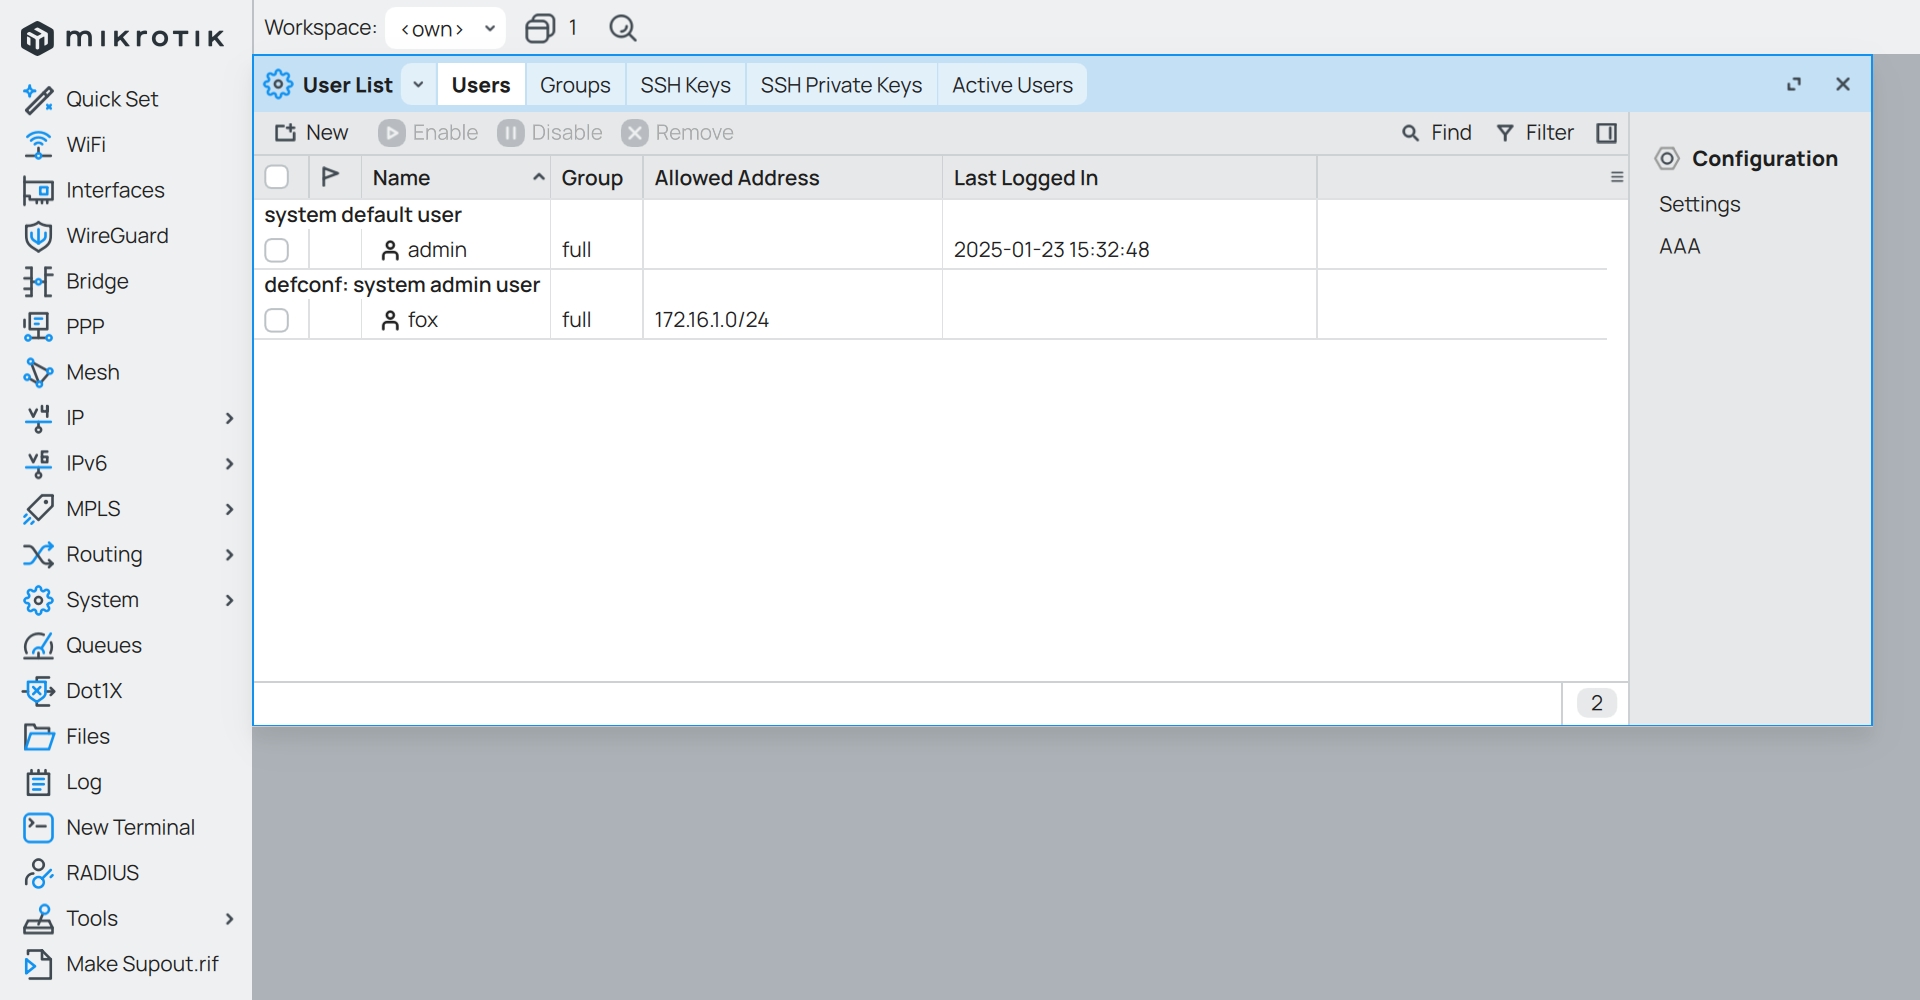 mikrotik
Workspace: <own> 1
Quick Set
WiFi
Interfaces
WireGuard
Bridge
PPP
Mesh
v4 IP
v6 IPv6
MPLS
Routing
System
Queues
Dot1X
Files
Log
New Terminal
RADIUS
Tools
Make Supout.rif
User List Users Groups SSH Keys SSH Private Keys Active Users
New Enable Disable Remove Find Filter
Name Group Allowed Address Last Logged In
system default user
admin full 2025-01-23 15:32:48
defconf: system admin user
fox full 172.16.1.0/24
2
Configuration
Settings
AAA